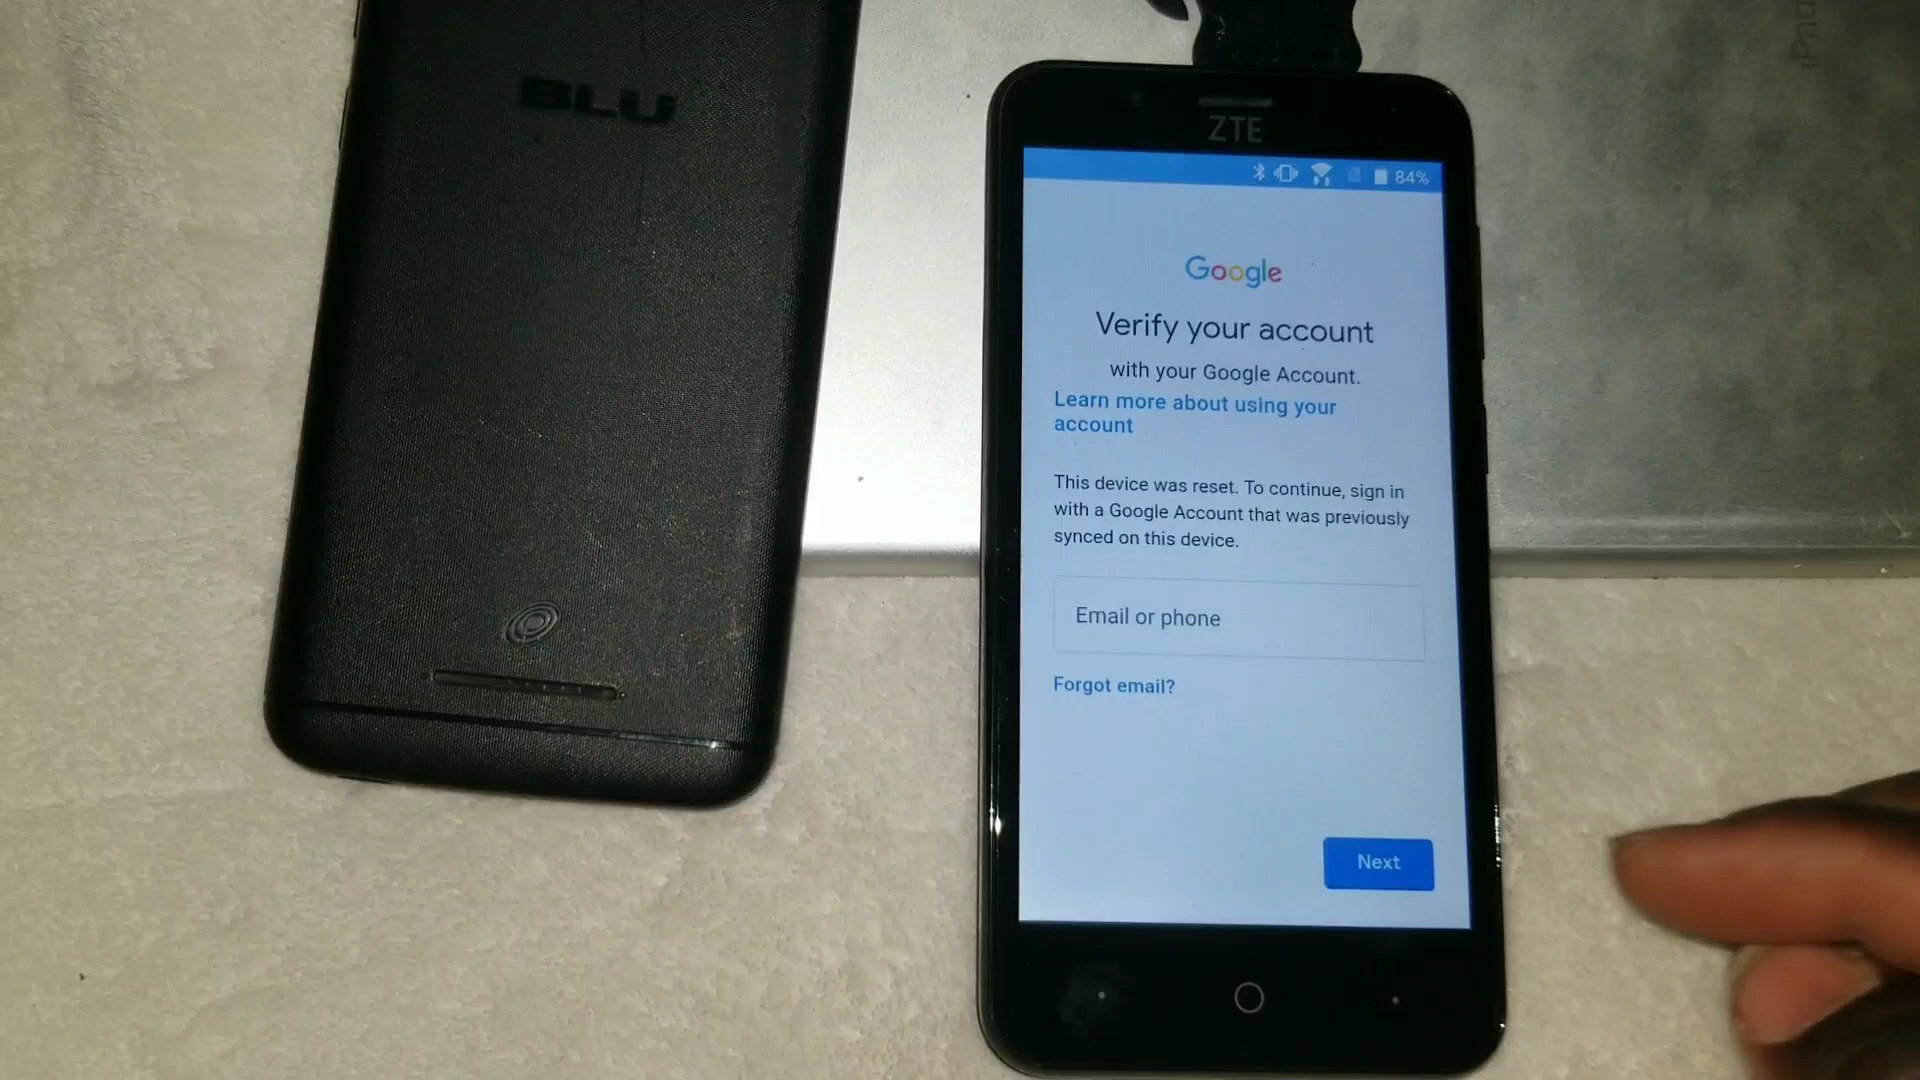 BLU
iPad
ZTE
84%
Google
Verify your account
with your Google Account.
Learn more about using your
account
This device was reset. To continue, sign in
with a Google Account that was previously
synced on this device.
Email or phone
Forgot email?
Next